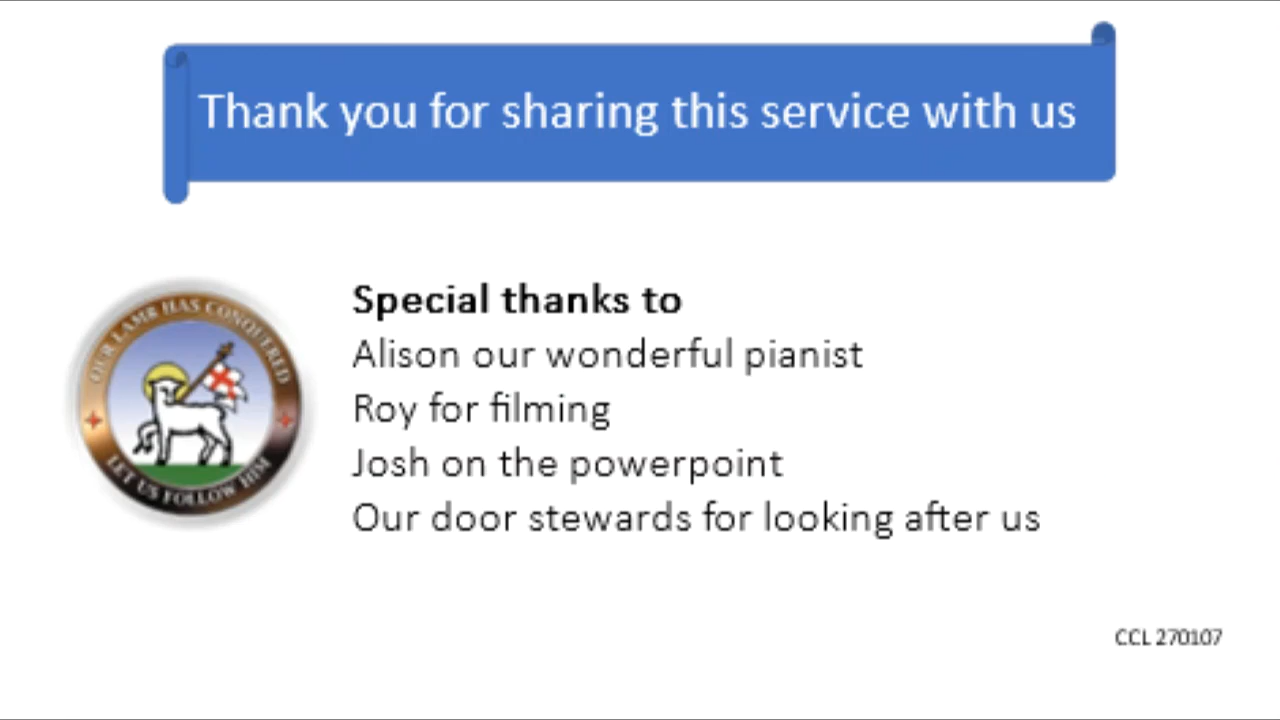 Thank you for sharing this service with us
OUR LAMB HAS CONQUERED
LET US FOLLOW HIM
Special thanks to
Alison our wonderful pianist
Roy for filming
Josh on the powerpoint
Our door stewards for looking after us
CCL 270107